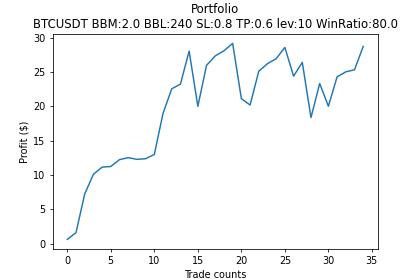 Portfolio
BTCUSDT BBM:2.0 BBL:240 SL:0.8 TP:0.6 lev:10 WinRatio:80.0
30
25
20
15
10
5
0
Profit ($)
0 5 10 15 20 25 30 35
Trade counts